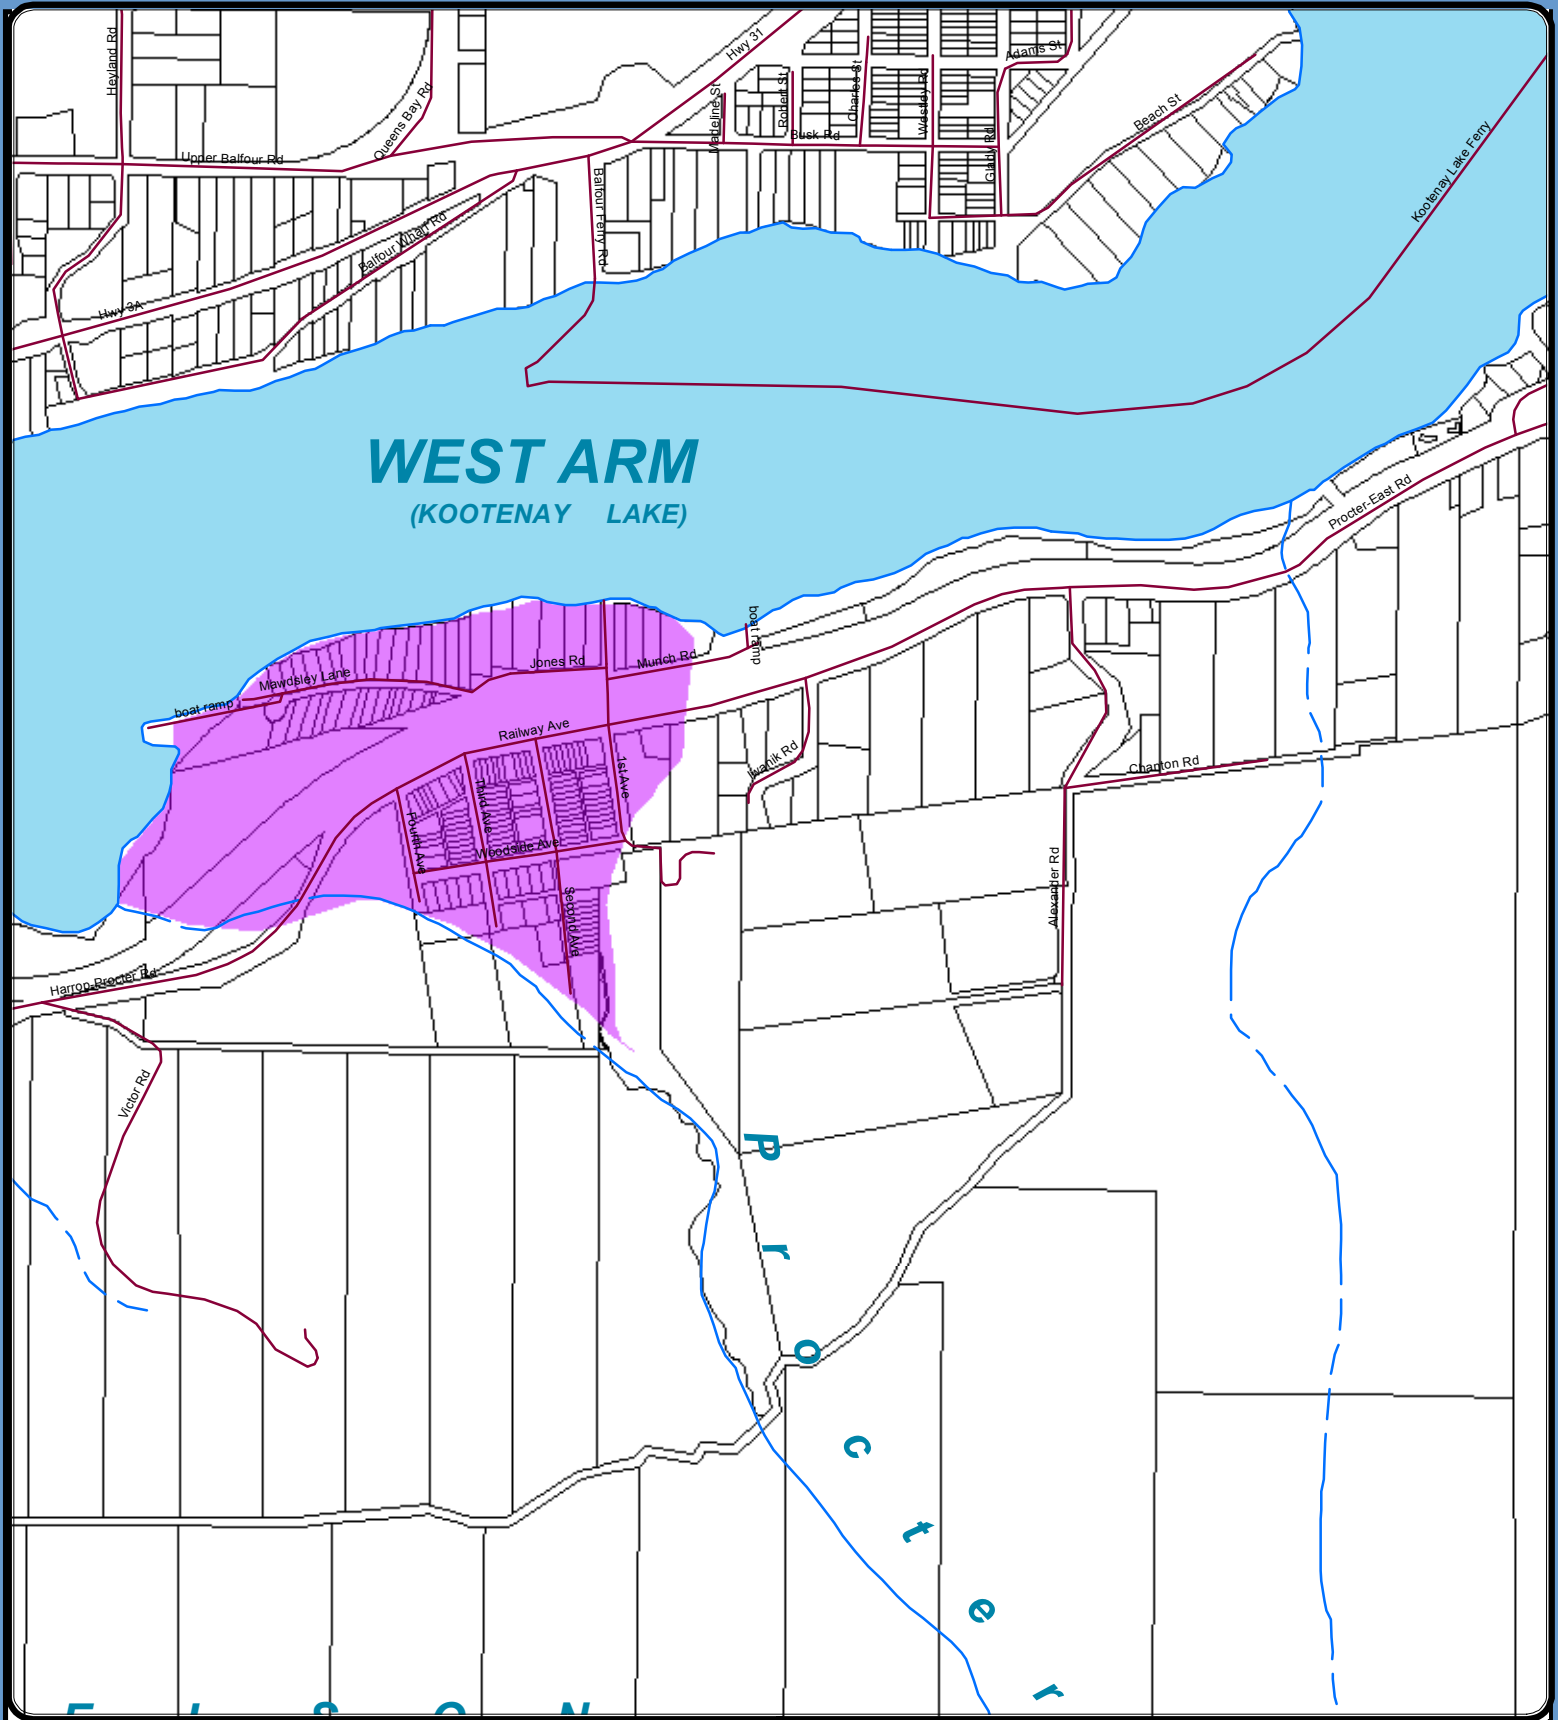 Heyland Rd
Queens Bay Rd
Upper Balfour Rd
Hwy 31
Madeline St
Robert St
Charles St
Westley Rd
Adams St
Busk Rd
Glady Rd
Beach St
Kootenay Lake Ferry
Balfour Ferry Rd
Balfour Wharf Rd
Hwy 3A
WEST ARM
(KOOTENAY LAKE)
Procter-East Rd
boat ramp
Munch Rd
Jones Rd
Mawdsley Lane
boat ramp
Railway Ave
1st Ave
Iwanik Rd
Chapton Rd
Third Ave
Fourth Ave
Woodside Ave
Second Ave
Alexander Rd
Harrop-Procter Rd
Victor Rd
P r o c t e r